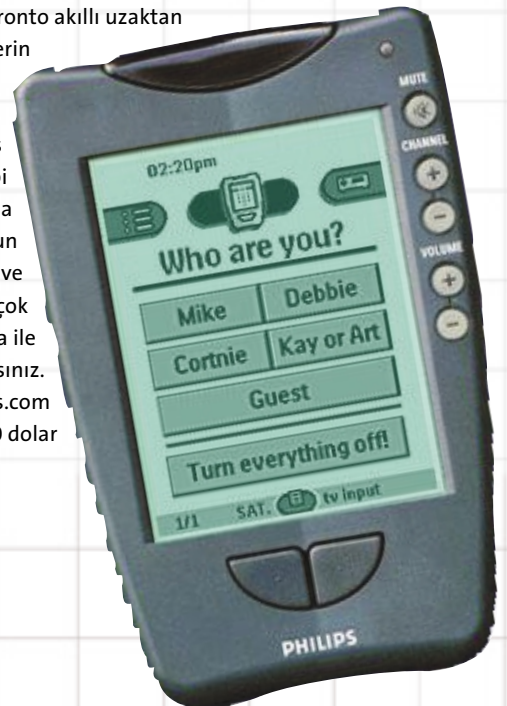 ronto akıllı uzaktan
erin
un
ve
çok
a ile
sınız.
s.com
dolar
MUTE
CHANNEL
+
−
VOLUME
+
−
02:20pm
Who are you?
Mike Debbie
Cortnie Kay or Art
Guest
Turn everything off!
1/1 SAT. tv input
PHILIPS